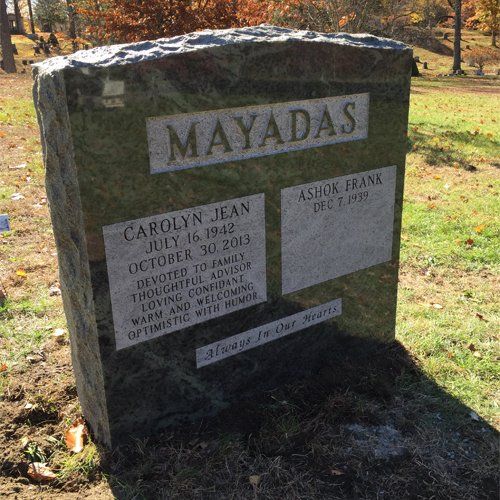 MAYADAS
CAROLYN JEAN
JULY 16, 1942
OCTOBER 30, 2013
DEVOTED TO FAMILY
THOUGHTFUL ADVISOR
LOVING CONFIDANT
WARM AND WELCOMING
OPTIMISTIC WITH HUMOR
ASHOK FRANK
DEC 7, 1939
Always In Our Hearts